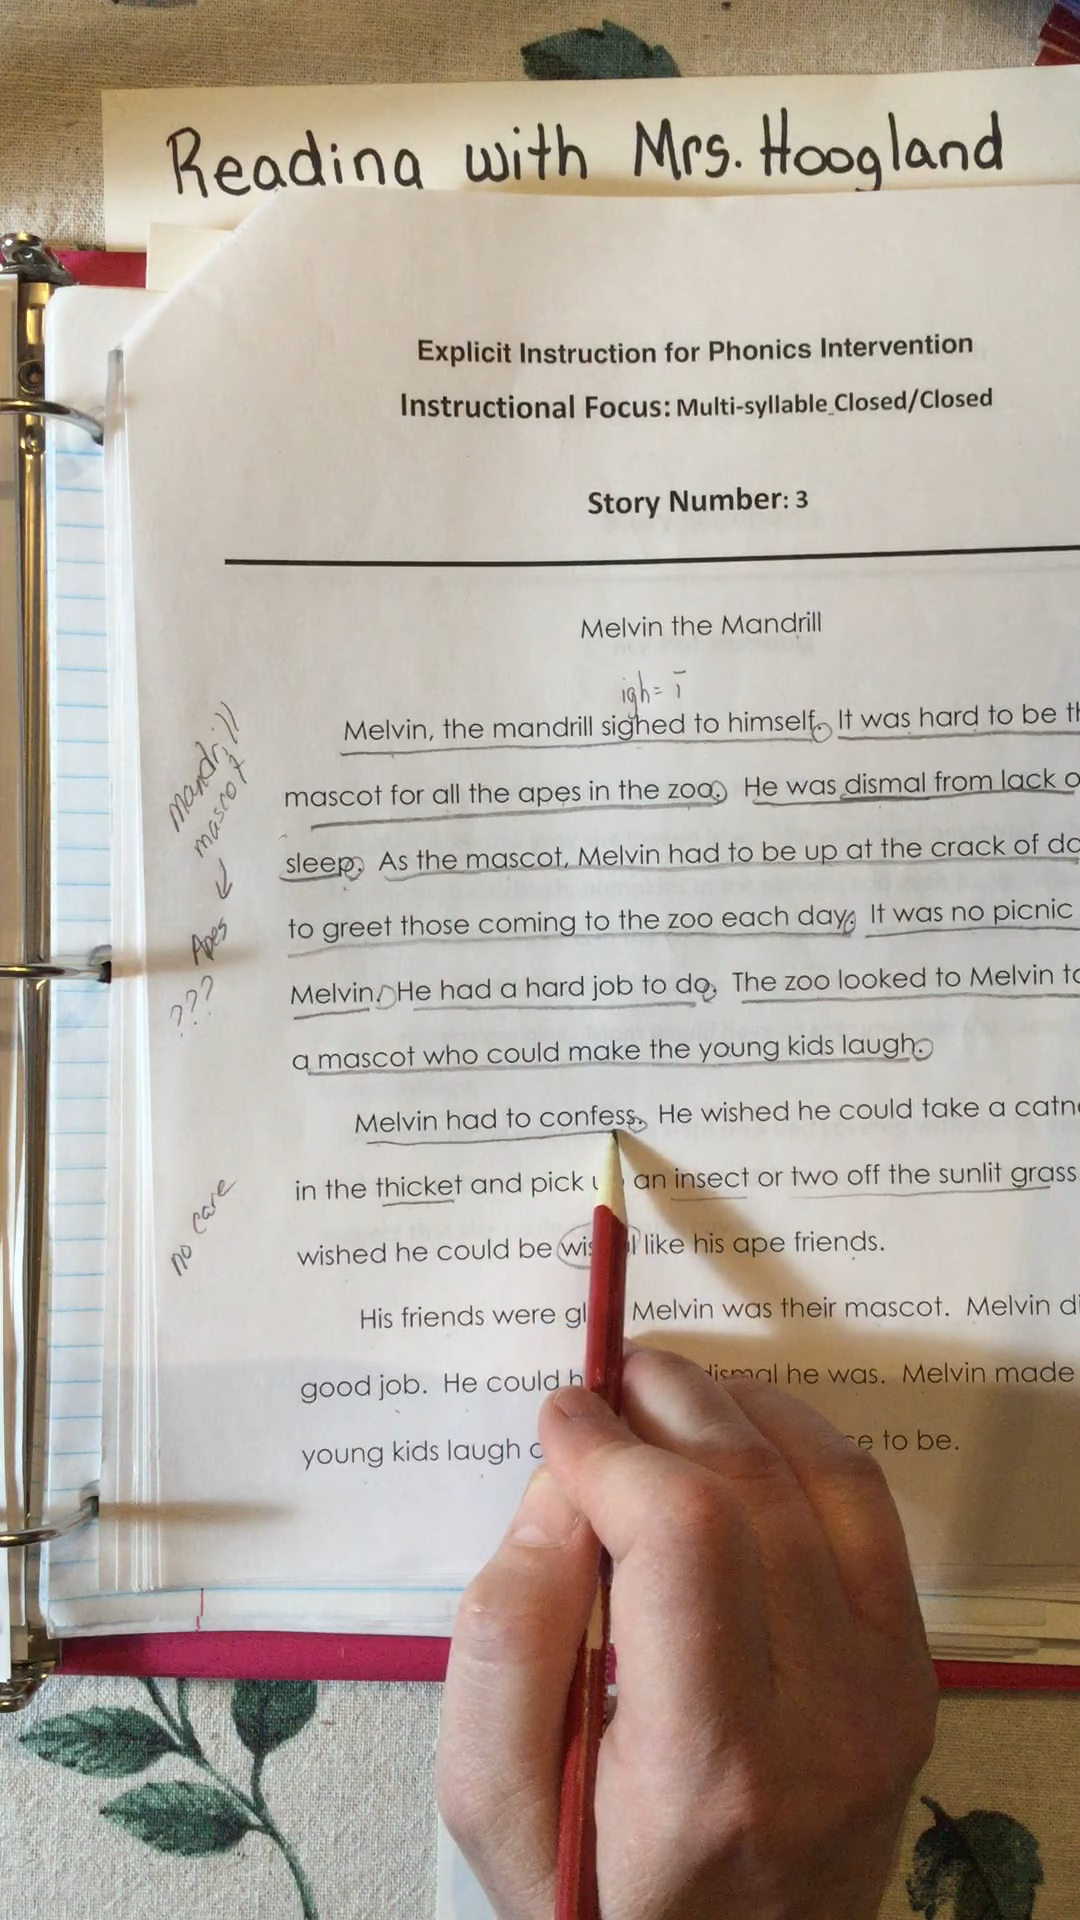 Reading with Mrs. Hoogland
Explicit Instruction for Phonics Intervention
Instructional Focus: Multi-syllable Closed/Closed
Story Number: 3
Melvin the Mandrill
igh = ī
Melvin, the mandrill sighed to himself. It was hard to be
mascot for all the apes in the zoo. He was dismal from lack
sleep. As the mascot, Melvin had to be up at the crack of
to greet those coming to the zoo each day. It was no picnic
Melvin. He had a hard job to do. The zoo looked to Melvin
a mascot who could make the young kids laugh.
Melvin had to confess. He wished he could take a
in the thicket and pick an insect or two off the sunlit grass
wished he could be like his ape friends.
His friends were Melvin was their mascot. Melvin
good job. He could dismal he was. Melvin made
young kids laugh to be.
Mandrill
mascot
Apes
???
no care